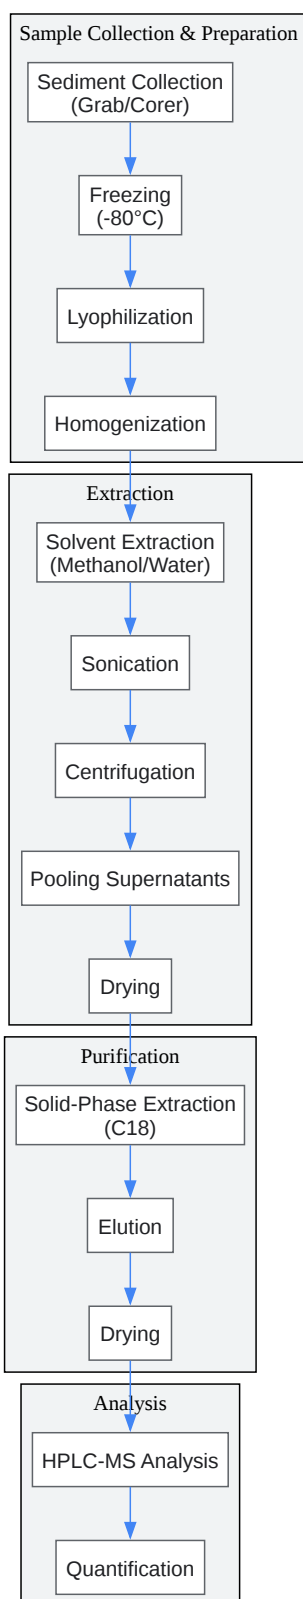 Sample Collection & Preparation
Sediment Collection
(Grab/Corer)
Freezing
(-80°C)
Lyophilization
Homogenization
Extraction
Solvent Extraction
(Methanol/Water)
Sonication
Centrifugation
Pooling Supernatants
Drying
Purification
Solid-Phase Extraction
(C18)
Elution
Drying
Analysis
HPLC-MS Analysis
Quantification